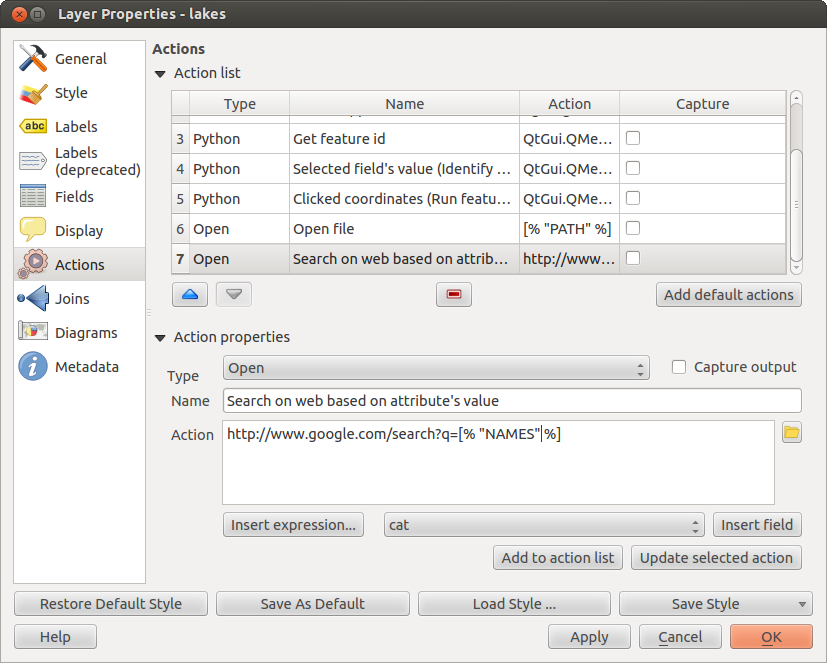 Layer Properties - lakes
General
Style
abc
Labels
Labels
(deprecated)
Fields
Display
Actions
Joins
Diagrams
Metadata
Actions
Action list
Type Name Action Capture
3 Python Get feature id QtGui.QMe...
4 Python Selected field's value (Identify ... QtGui.QMe...
5 Python Clicked coordinates (Run featu... QtGui.QMe...
6 Open Open file [% "PATH" %]
7 Open Search on web based on attrib... http://www...
Add default actions
Action properties
Type Open Capture output
Name Search on web based on attribute's value
Action http://www.google.com/search?q=[% "NAMES" %]
Insert expression... cat Insert field
Add to action list Update selected action
Restore Default Style Save As Default Load Style ... Save Style
Help Apply Cancel OK